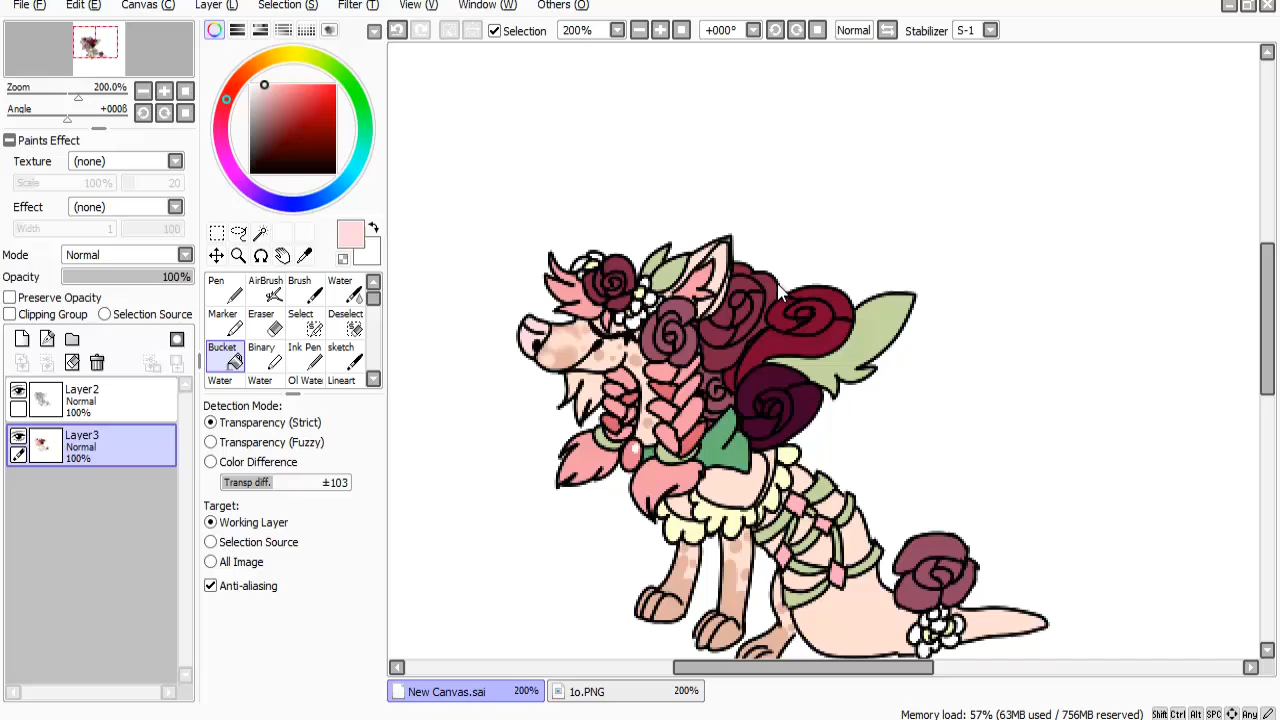 File (F) Edit (E) Canvas (C) Layer (L) Selection (S) Filter (T) View (V) Window (W) Others (O)
Selection 200% +000° Normal Stabilizer S-1
Zoom 200.0%
Angle +0008
Paints Effect
Texture (none)
Scale 100% 20
Effect (none)
Width 1 100
Mode Normal
Opacity 100%
Preserve Opacity
Clipping Group Selection Source
Layer2
Normal
100%
Layer3
Normal
100%
Pen AirBrush Brush Water
Marker Eraser Select Deselect
Bucket Binary Ink Pen sketch
Water Water Ol Wate Lineart
Detection Mode:
Transparency (Strict)
Transparency (Fuzzy)
Color Difference
Transp diff. ±103
Target:
Working Layer
Selection Source
All Image
Anti-aliasing
New Canvas.sai 200% 1o.PNG 200%
Memory load: 57% (63MB used / 756MB reserved) Shift Ctrl Alt SPC Any